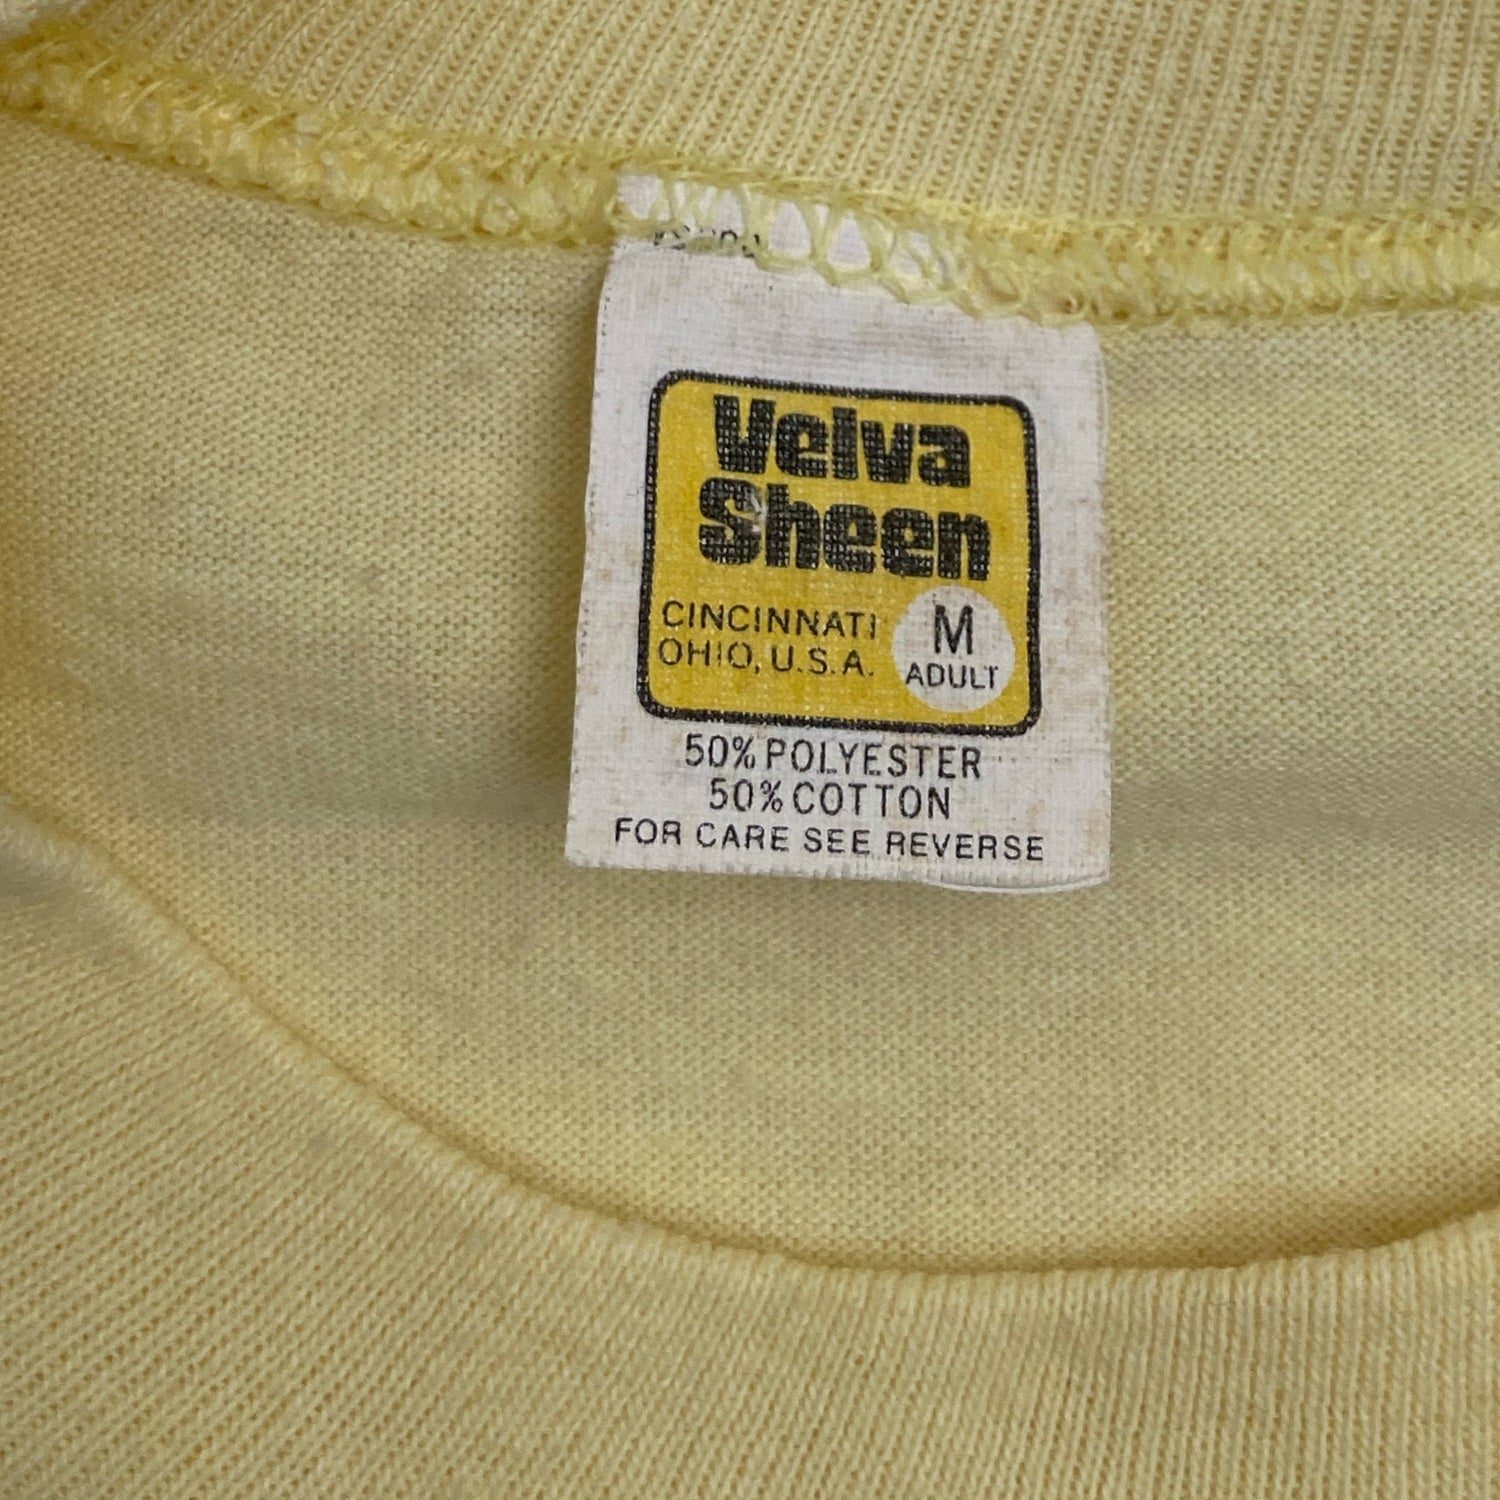 Velva
Sheen
CINCINNATI
OHIO, U.S.A.
M
ADULT
50% POLYESTER
50% COTTON
FOR CARE SEE REVERSE